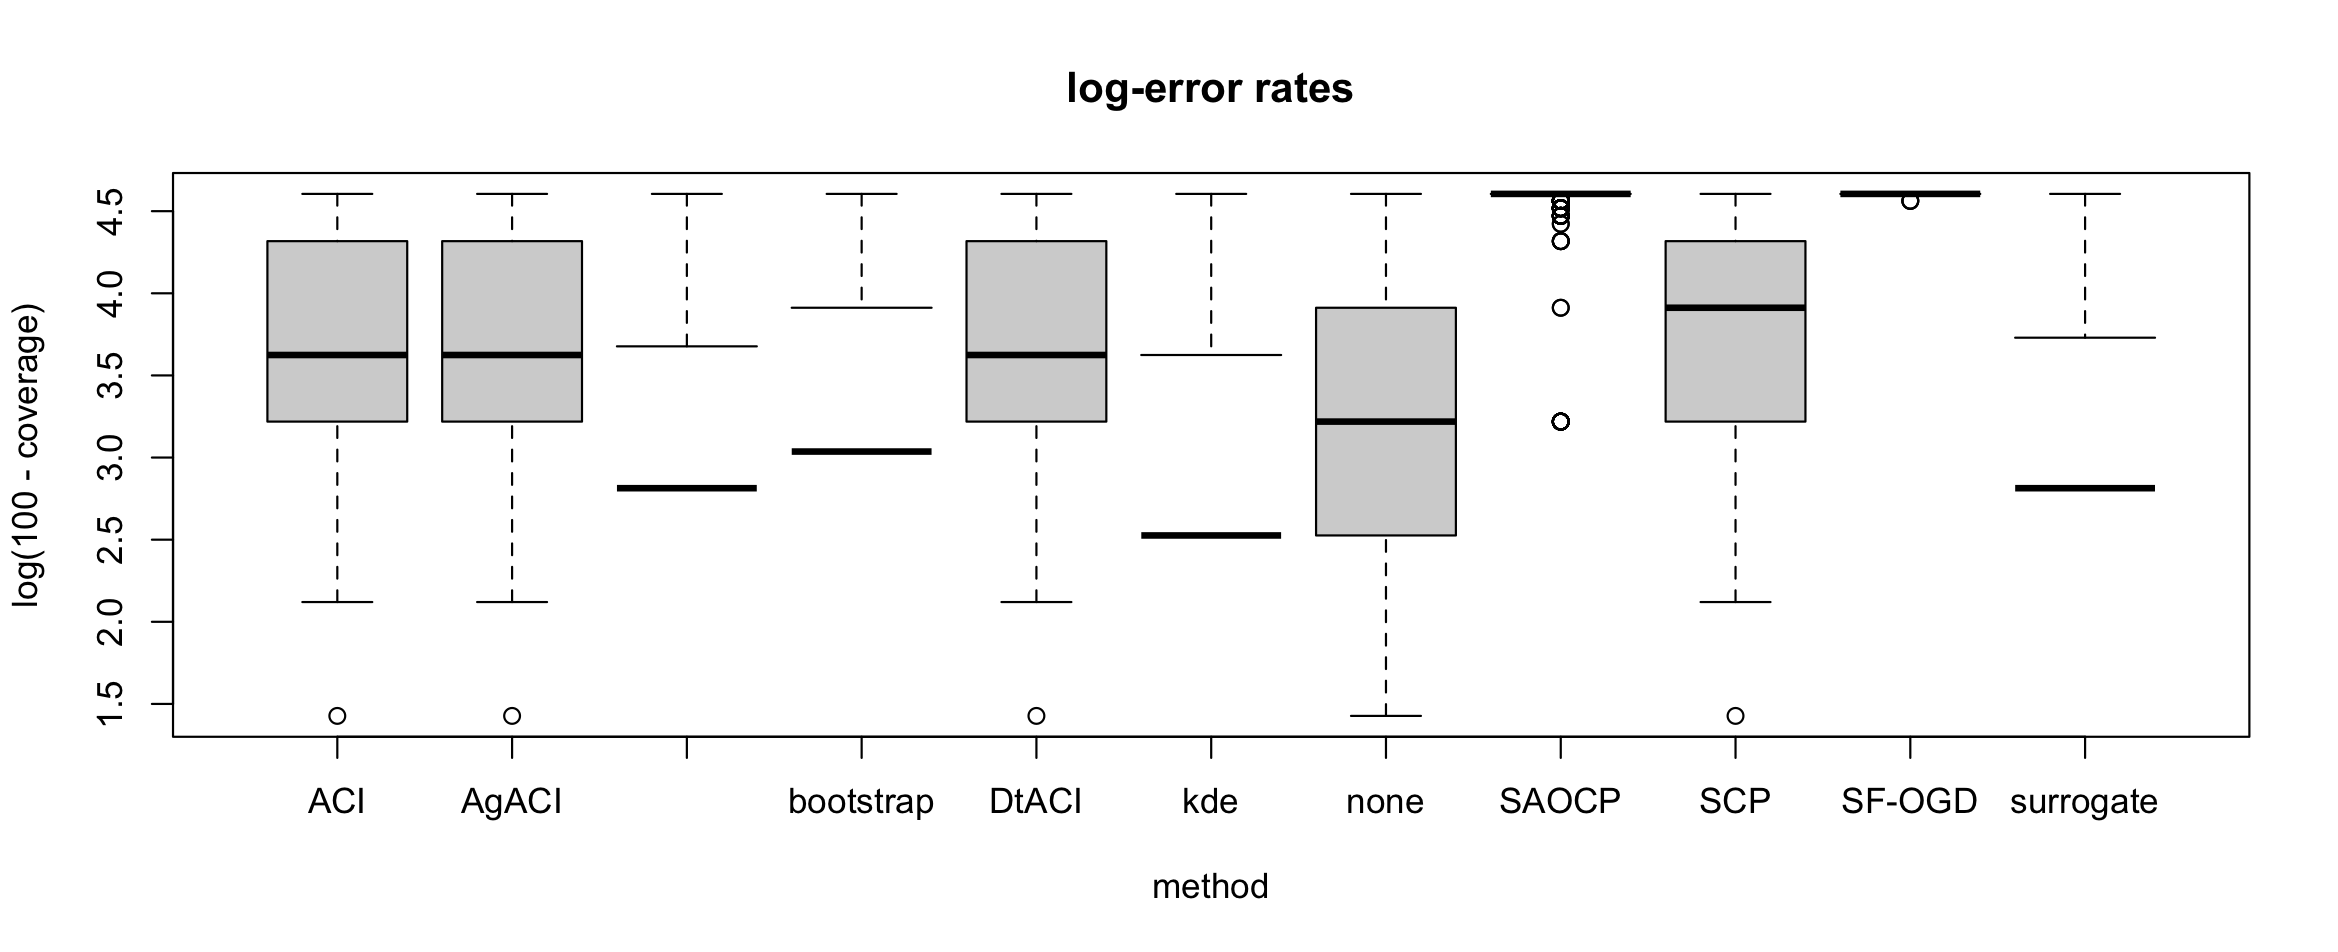 log-error rates
log(100 - coverage)
4.5
4.0
3.5
3.0
2.5
2.0
1.5
ACI AgACI bootstrap DtACI kde none SAOCP SCP SF-OGD surrogate
method